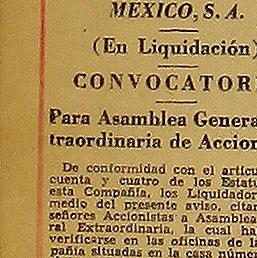 MÉXICO, S. A.
(En Liquidación)
CONVOCATOR
Para Asamblea Genera
traordinaria de Accion
De conformidad con el artícu
cuenta y cuatro de los Estatu
esta Compañía, los Liquidador
medio del presente aviso, citan
señores Accionistas a Asamblea
ral Extraordinaria, la cual ha
verificarse en las oficinas de la
pañía situadas en la casa núme